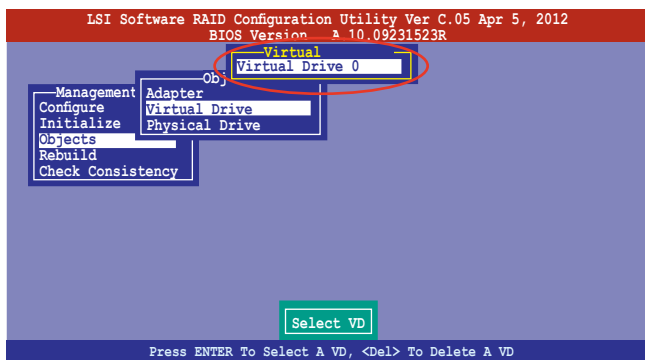 LSI Software RAID Configuration Utility Ver C.05 Apr 5, 2012
BIOS Version   A.10.09231523R
Virtual
Virtual Drive 0
Obj
Adapter
Virtual Drive
Physical Drive
Management
Configure
Initialize
Objects
Rebuild
Check Consistency
Select VD
Press ENTER To Select A VD, <Del> To Delete A VD